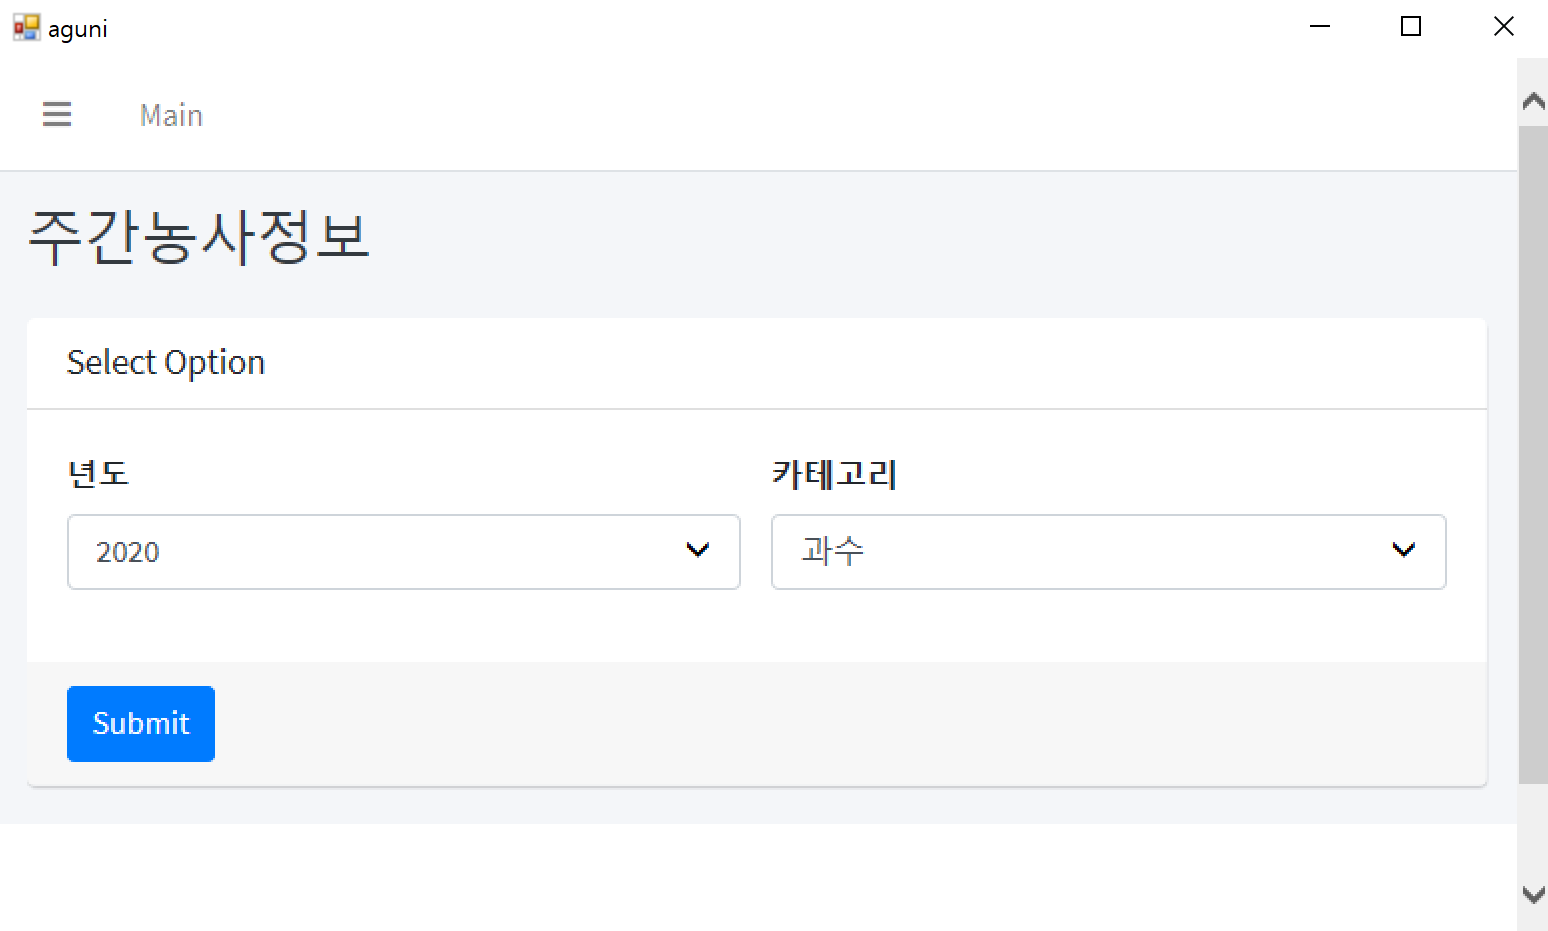 aguni
Main
주간농사정보
Select Option
년도 카테고리
2020 과수
Submit